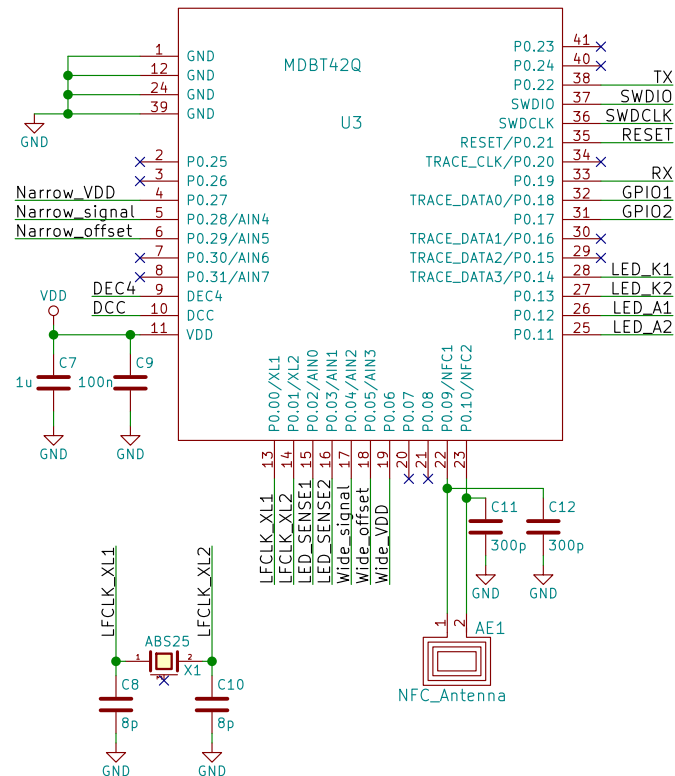 MDBT42Q
U3
1 GND
12 GND
24 GND
39 GND
GND
2 P0.25
3 P0.26
Narrow_VDD 4 P0.27
Narrow_signal 5 P0.28/AIN4
Narrow_offset 6 P0.29/AIN5
7 P0.30/AIN6
8 P0.31/AIN7
DEC4 9 DEC4
DCC 10 DCC
VDD 11 VDD
P0.23 41
P0.24 40
P0.22 38 TX
SWDIO 37 SWDIO
SWDCLK 36 SWDCLK
RESET/P0.21 35 RESET
TRACE_CLK/P0.20 34
P0.19 33 RX
TRACE_DATA0/P0.18 32 GPIO1
P0.17 31 GPIO2
TRACE_DATA1/P0.16 30
TRACE_DATA2/P0.15 29
TRACE_DATA3/P0.14 28 LED_K1
P0.13 27 LED_K2
P0.12 26 LED_A1
P0.11 25 LED_A2
C7
1u
GND
C9
100n
GND
P0.00/XL1 13 LFCLK_XL1
P0.01/XL2 14 LFCLK_XL2
P0.02/AIN0 15 LED_SENSE1
P0.03/AIN1 16 LED_SENSE2
P0.04/AIN2 17 Wide_signal
P0.05/AIN3 18 Wide_offset
P0.06 19 Wide_VDD
P0.07 20
P0.08 21
P0.09/NFC1 22
P0.10/NFC2 23
C11
300p
GND
C12
300p
GND
1 2
AE1
NFC_Antenna
LFCLK_XL1
LFCLK_XL2
ABS25
1 2
X1
3
C8
8p
GND
C10
8p
GND